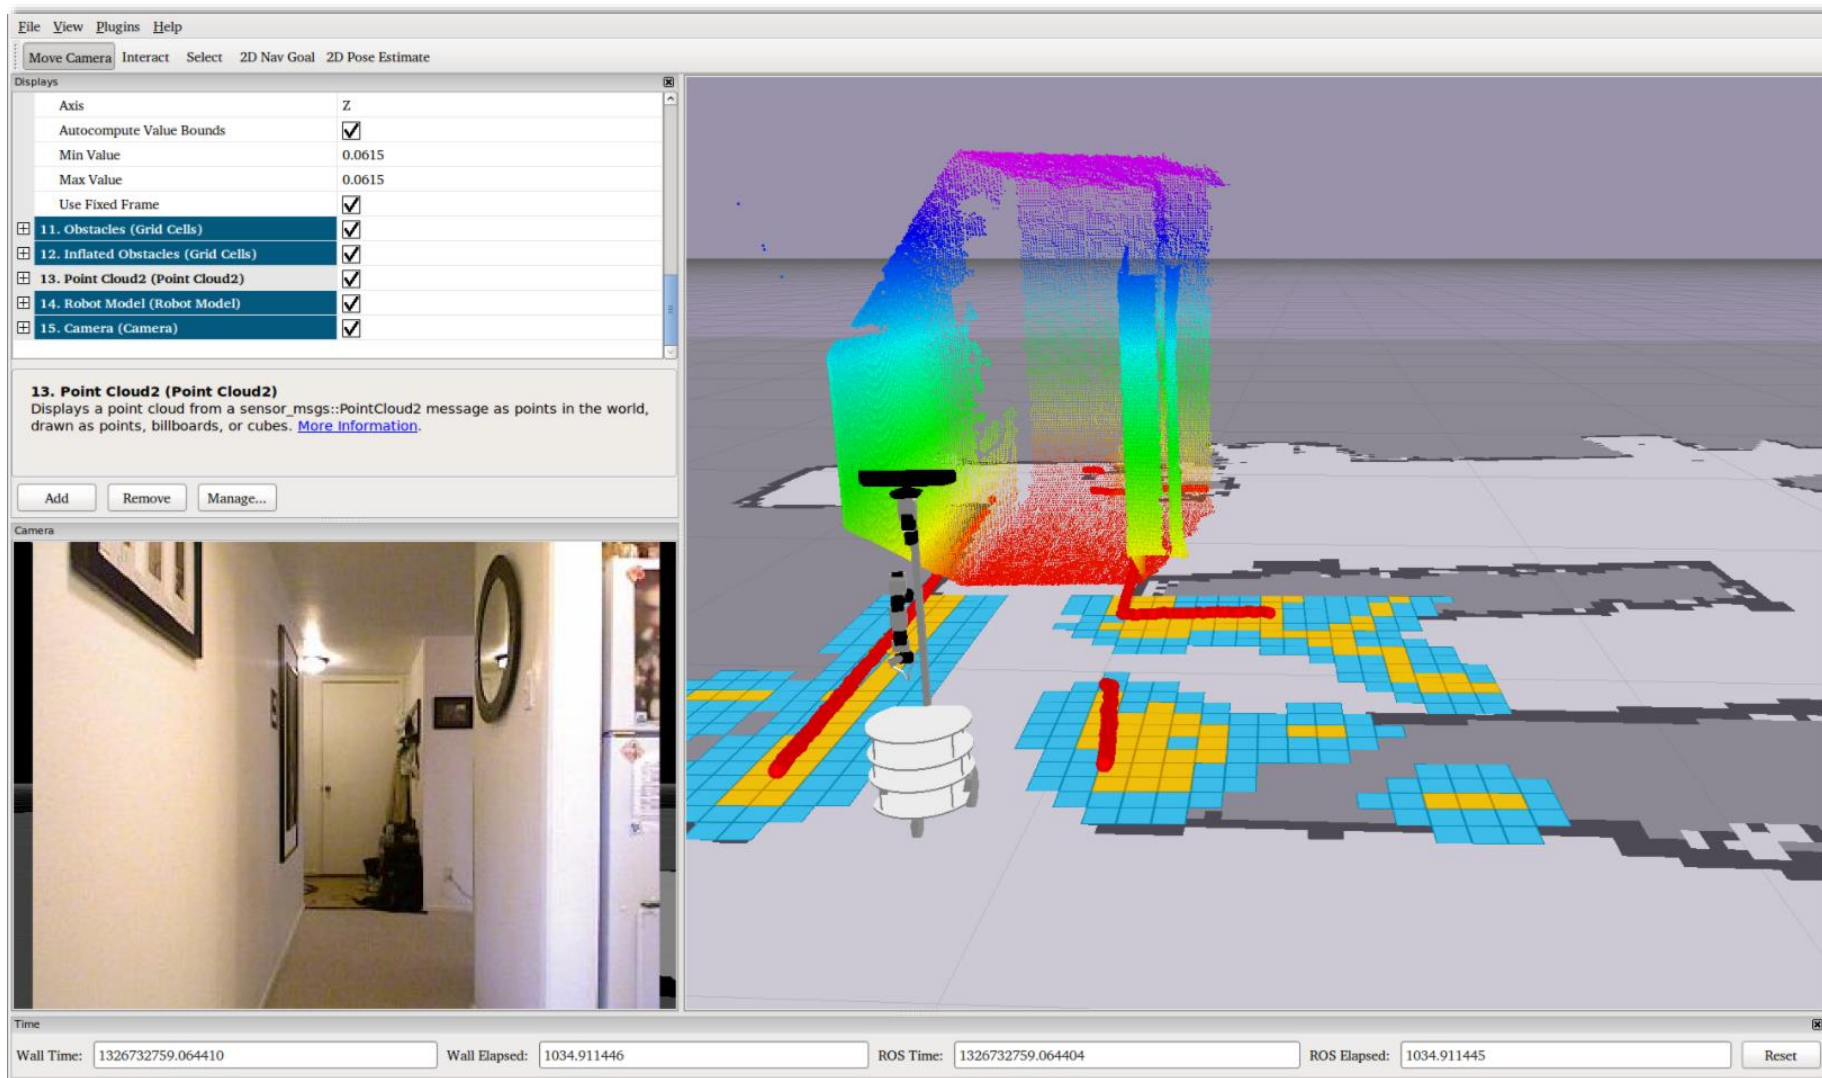 File View Plugins Help
Move Camera Interact Select 2D Nav Goal 2D Pose Estimate
Displays
Axis Z
Autocompute Value Bounds
Min Value 0.0615
Max Value 0.0615
Use Fixed Frame
11. Obstacles (Grid Cells)
12. Inflated Obstacles (Grid Cells)
13. Point Cloud2 (Point Cloud2)
14. Robot Model (Robot Model)
15. Camera (Camera)
13. Point Cloud2 (Point Cloud2)
Displays a point cloud from a sensor_msgs::PointCloud2 message as points in the world,
drawn as points, billboards, or cubes. More Information.
Add Remove Manage...
Camera
Time
Wall Time: 1326732759.064410 Wall Elapsed: 1034.911446 ROS Time: 1326732759.064404 ROS Elapsed: 1034.911445 Reset